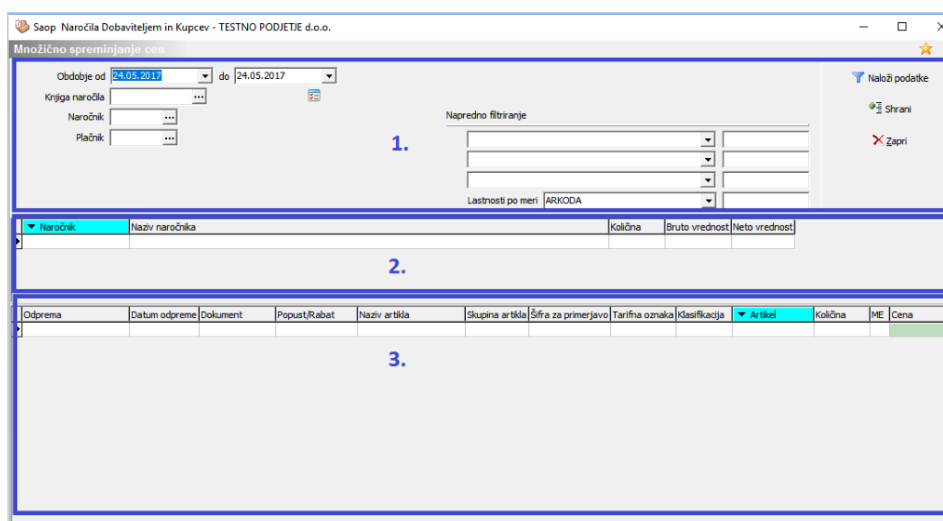 Saop Naročila Dobaviteljem in Kupcev - TESTNO PODJETJE d.o.o.
Množično spreminjanje cen
Obdobje od 24.05.2017 do 24.05.2017
Knjiga naročila ...
Naročnik ...
Plačnik ...
1.
Napredno filtriranje
Lastnosti po meri ARKODA
Naloži podatke
Shrani
Zapri
Naročnik Naziv naročnika Količna Bruto vrednost Neto vrednost
2.
Odprema Datum odpreme Dokument Popust/Rabat Naziv artikla Skupina artikla Šifra za primerjavo Tarifna oznaka Klasifikacija Artikel Količna ME Cena
3.